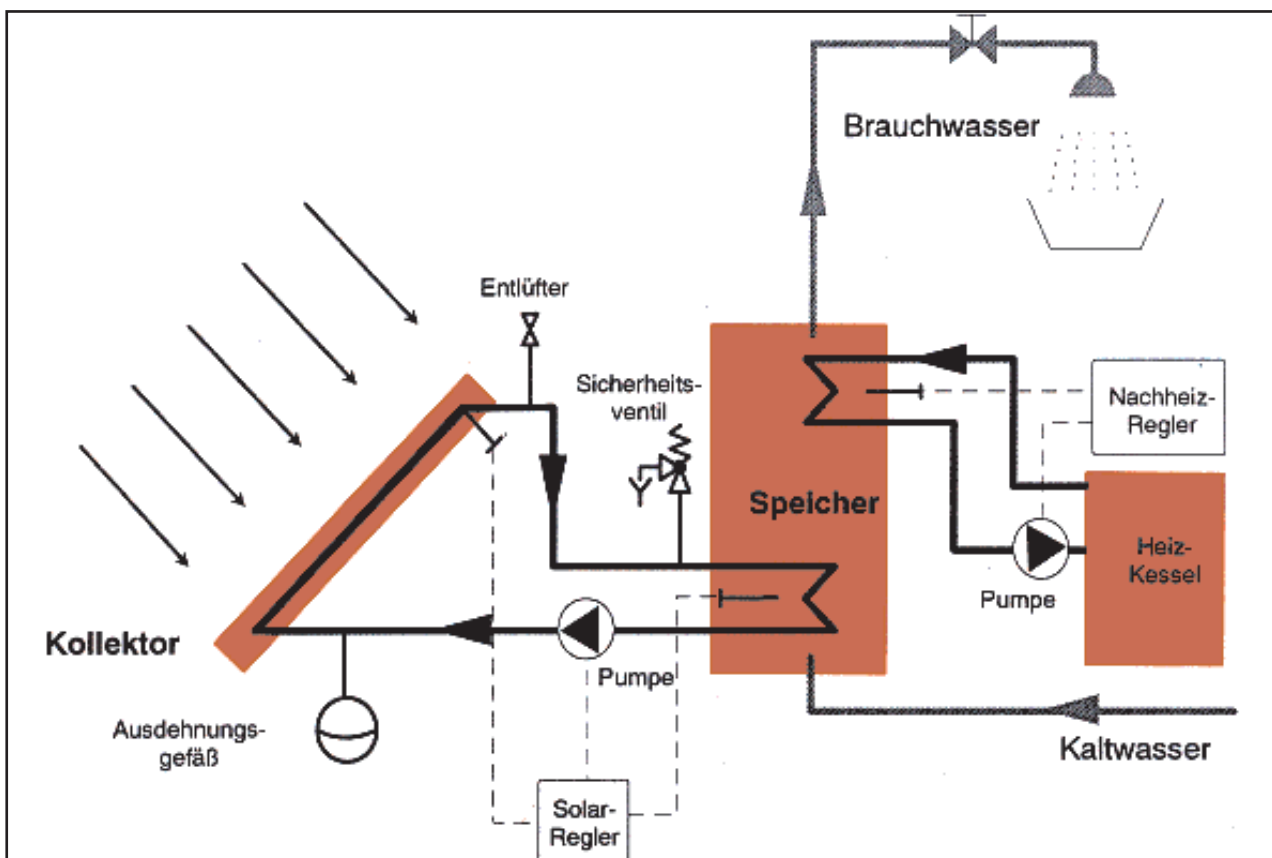 Brauchwasser
Entlüfter
Sicherheits-
ventil
Nachheiz-
Regler
Speicher
Heiz-
Kessel
Pumpe
Kollektor
Pumpe
Ausdehnungs-
gefäß
Kaltwasser
Solar-
Regler